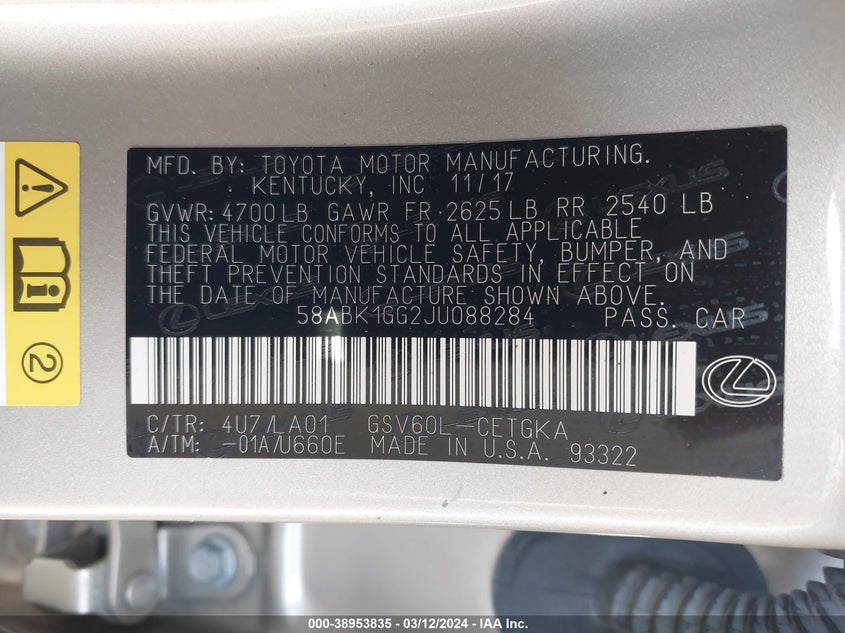 MFD. BY: TOYOTA MOTOR MANUFACTURING.
KENTUCKY, INC 11/17
GVWR: 4700 LB GAWR FR 2625 LB RR 2540 LB
THIS VEHICLE CONFORMS TO ALL APPLICABLE
FEDERAL MOTOR VEHICLE SAFETY, BUMPER, AND
THEFT PREVENTION STANDARDS IN EFFECT ON
THE DATE OF MANUFACTURE SHOWN ABOVE.
58ABK1GG2JU088284 PASS. CAR
C/TR: 4U7/LA01 GSV60L-CETGKA
A/TM: -01A/U660E MADE IN U.S.A. 93322
2
000-38953835 - 03/12/2024 - IAA Inc.